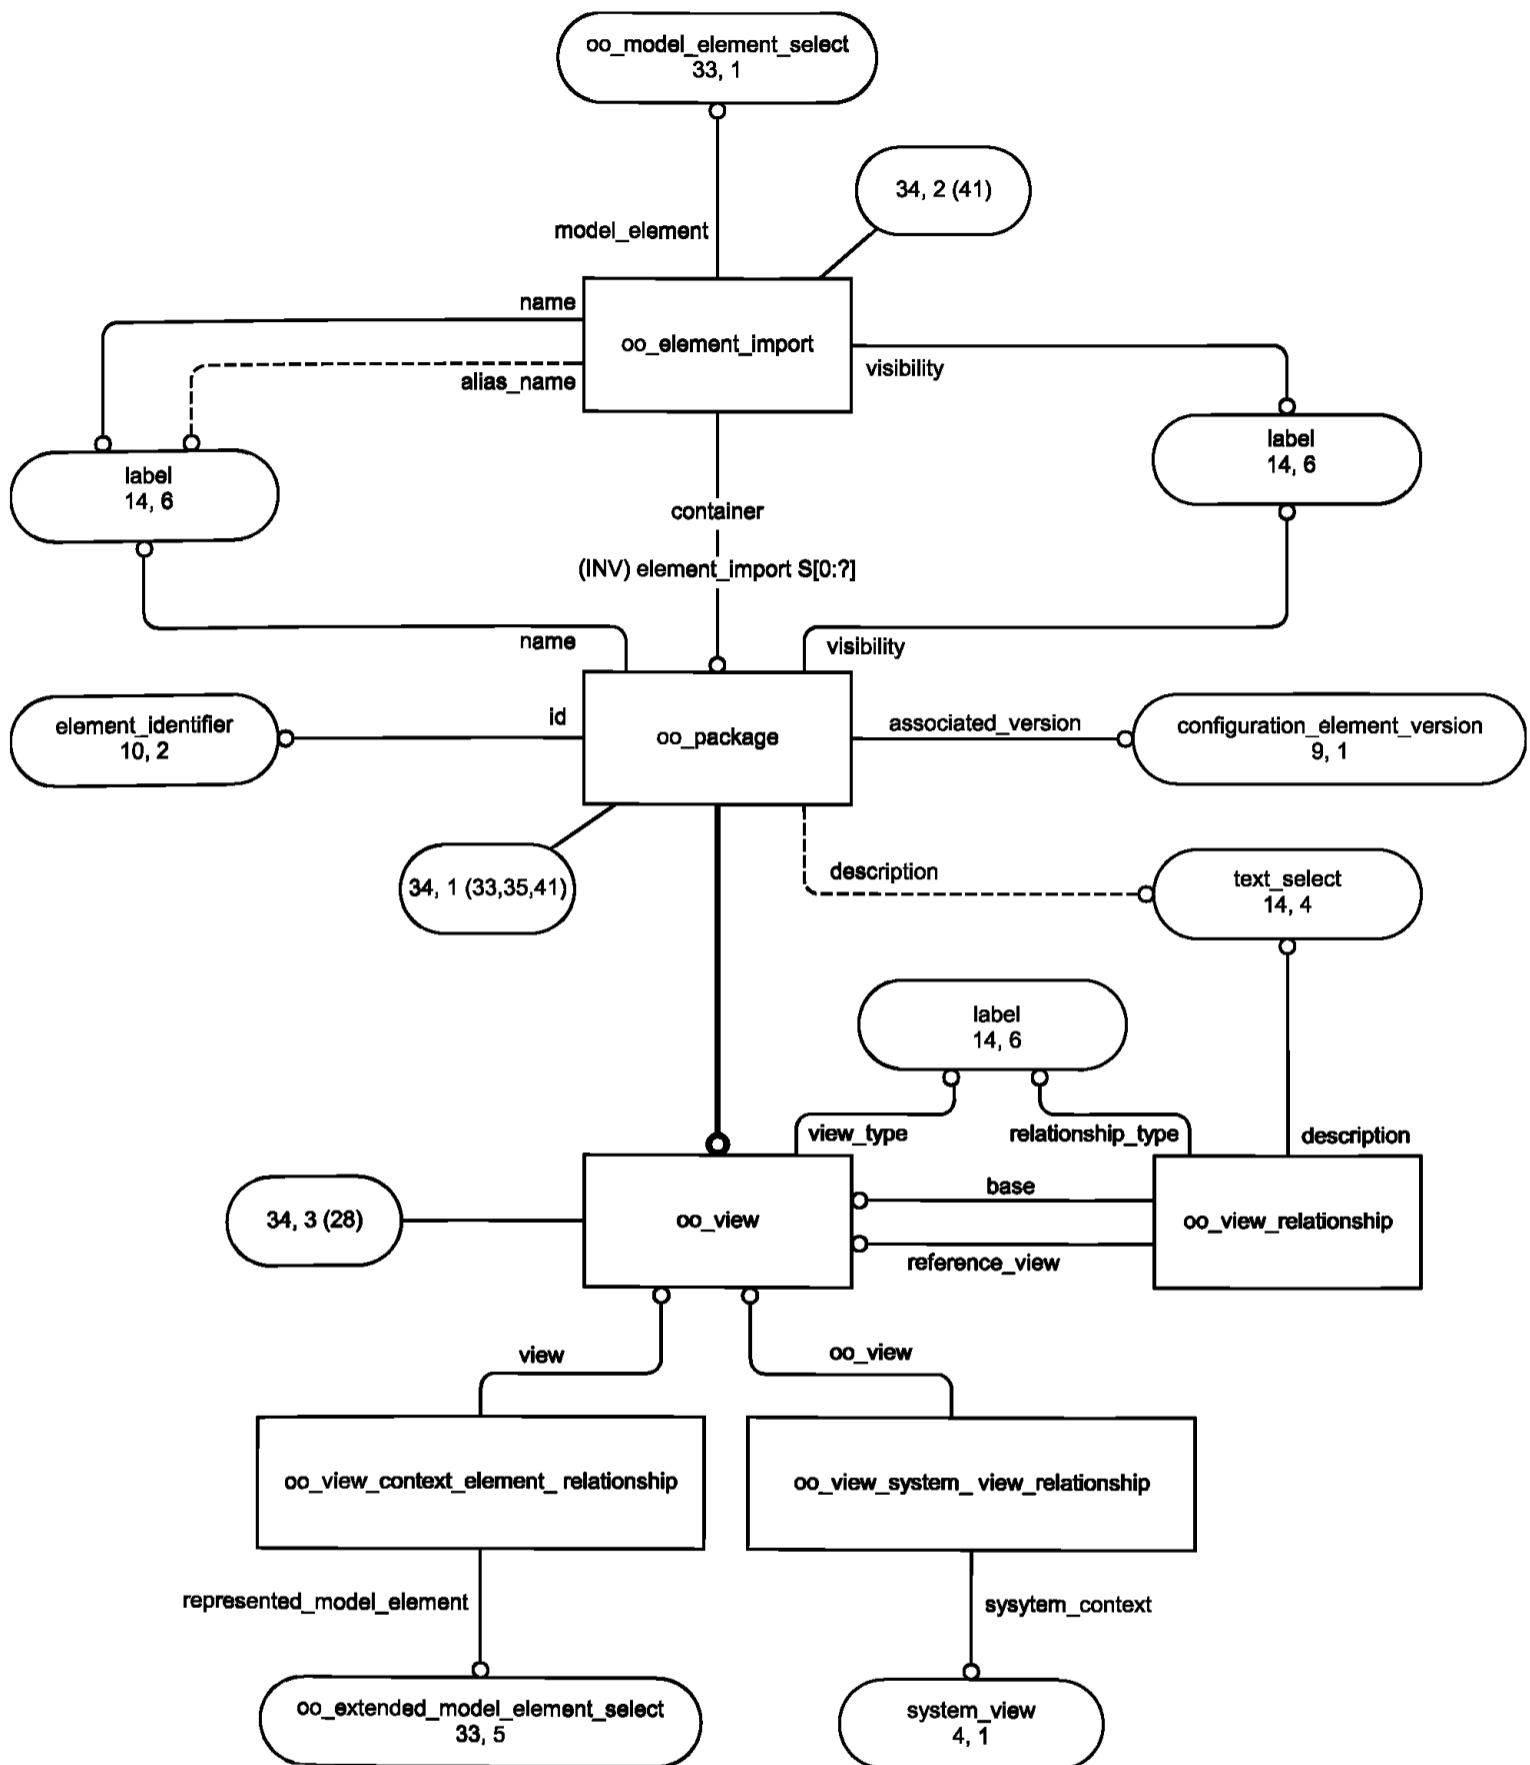 oo_model_element_select
33, 1
34, 2 (41)
model_element
name
oo_element_import
visibility
alias_name
label
14, 6
label
14, 6
container
(INV) element_import S[0:?]
name
visibility
element_identifier
10, 2
id
oo_package
associated_version
configuration_element_version
9, 1
34, 1 (33,35,41)
description
text_select
14, 4
label
14, 6
view_type
relationship_type
description
34, 3 (28)
oo_view
base
reference_view
oo_view_relationship
view
oo_view
oo_view_context_element_ relationship
oo_view_system_ view_relationship
represented_model_element
sysytem_context
oo_extended_model_element_select
33, 5
system_view
4, 1